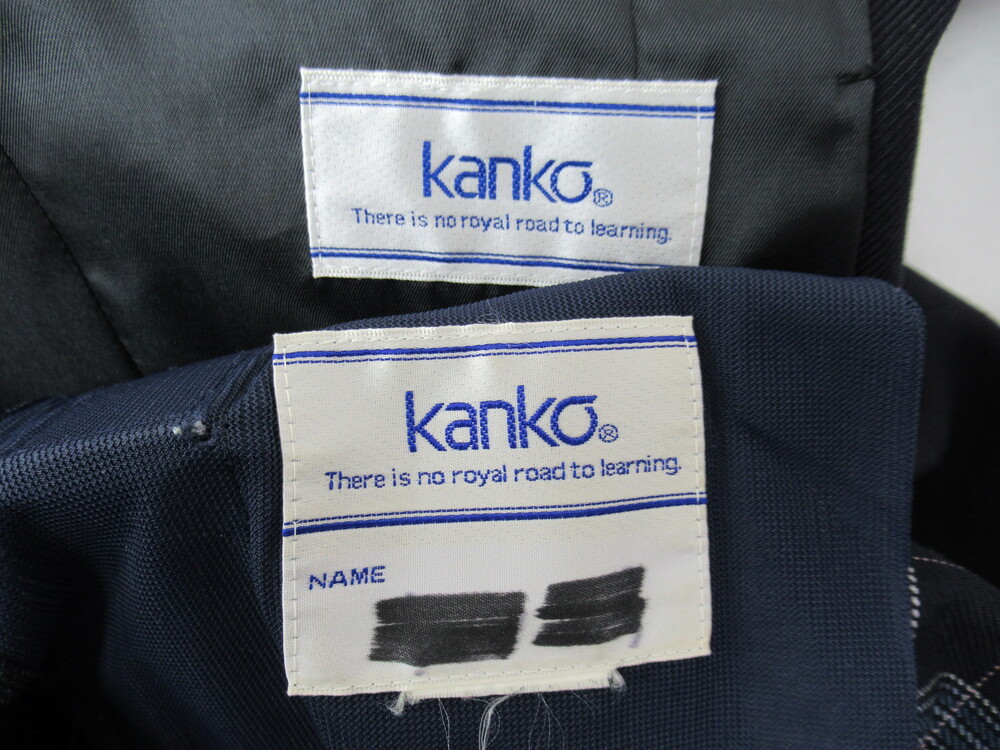 kanko®
There is no royal road to learning.
kanko®
There is no royal road to learning.
NAME